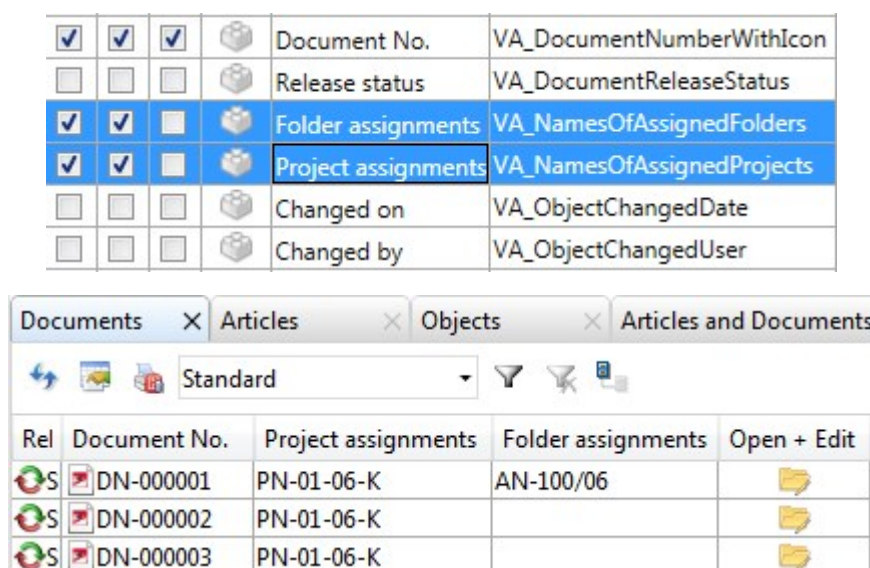 Document No. VA_DocumentNumberWithIcon
Release status VA_DocumentReleaseStatus
Folder assignments VA_NamesOfAssignedFolders
Project assignments VA_NamesOfAssignedProjects
Changed on VA_ObjectChangedDate
Changed by VA_ObjectChangedUser
Documents Articles Objects Articles and Documents
Standard
Rel Document No. Project assignments Folder assignments Open + Edit
S DN-000001 PN-01-06-K AN-100/06
S DN-000002 PN-01-06-K
S DN-000003 PN-01-06-K